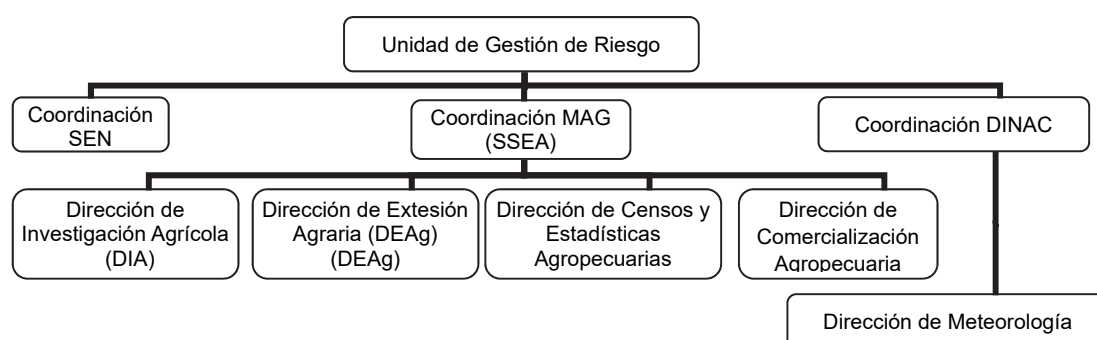 Unidad de Gestión de Riesgo
Coordinación
SEN
Coordinación MAG
(SSEA)
Coordinación DINAC
Dirección de
Investigación Agrícola
(DIA)
Dirección de Extesión
Agraria (DEAg)
(DEAg)
Dirección de Censos y
Estadísticas
Agropecuarias
Dirección de
Comercialización
Agropecuaria
Dirección de Meteorología